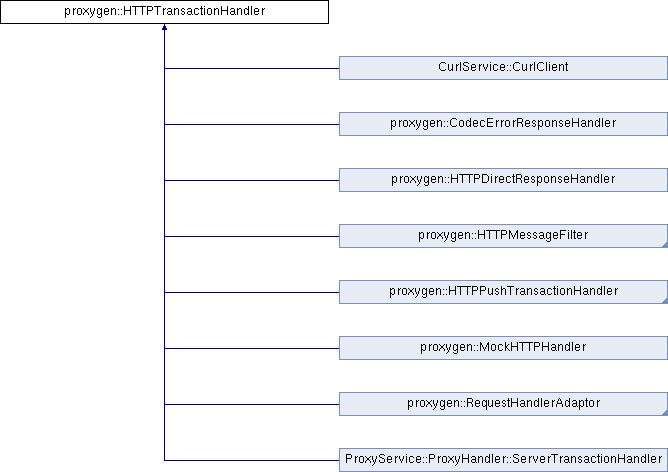 proxygen::HTTPTransactionHandler
CurlService::CurlClient
proxygen::CodecErrorResponseHandler
proxygen::HTTPDirectResponseHandler
proxygen::HTTPMessageFilter
proxygen::HTTPPushTransactionHandler
proxygen::MockHTTPHandler
proxygen::RequestHandlerAdaptor
ProxyService::ProxyHandler::ServerTransactionHandler